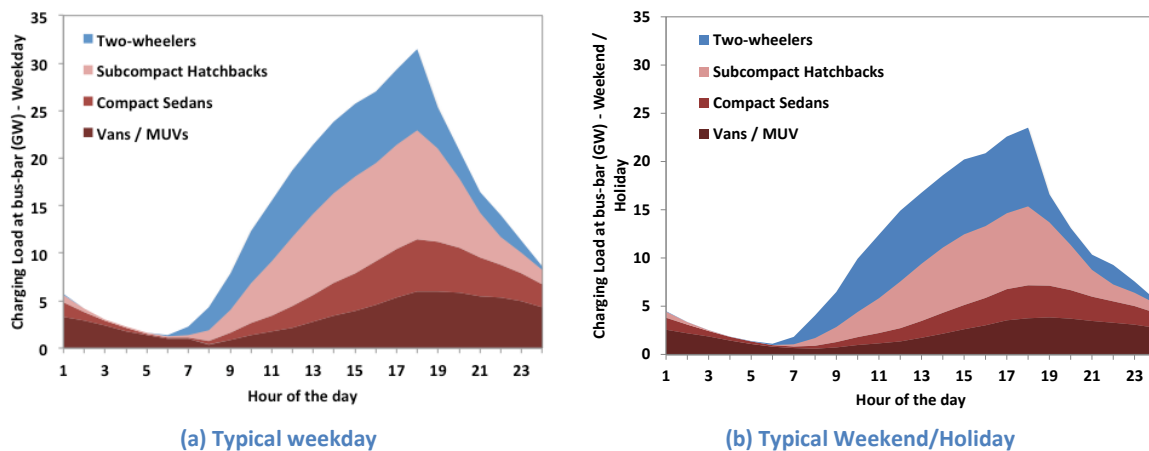 Charging Load at bus-bar (GW) - Weekday
35
30
25
20
15
10
5
0
Two-wheelers
Subcompact Hatchbacks
Compact Sedans
Vans / MUVs
1 3 5 7 9 11 13 15 17 19 21 23
Hour of the day
(a) Typical weekday
Charging Load at bus-bar (GW) - Weekend /
Holiday
35
30
25
20
15
10
5
0
Two-wheelers
Subcompact Hatchbacks
Compact Sedans
Vans / MUV
1 3 5 7 9 11 13 15 17 19 21 23
Hour of the day
(b) Typical Weekend/Holiday